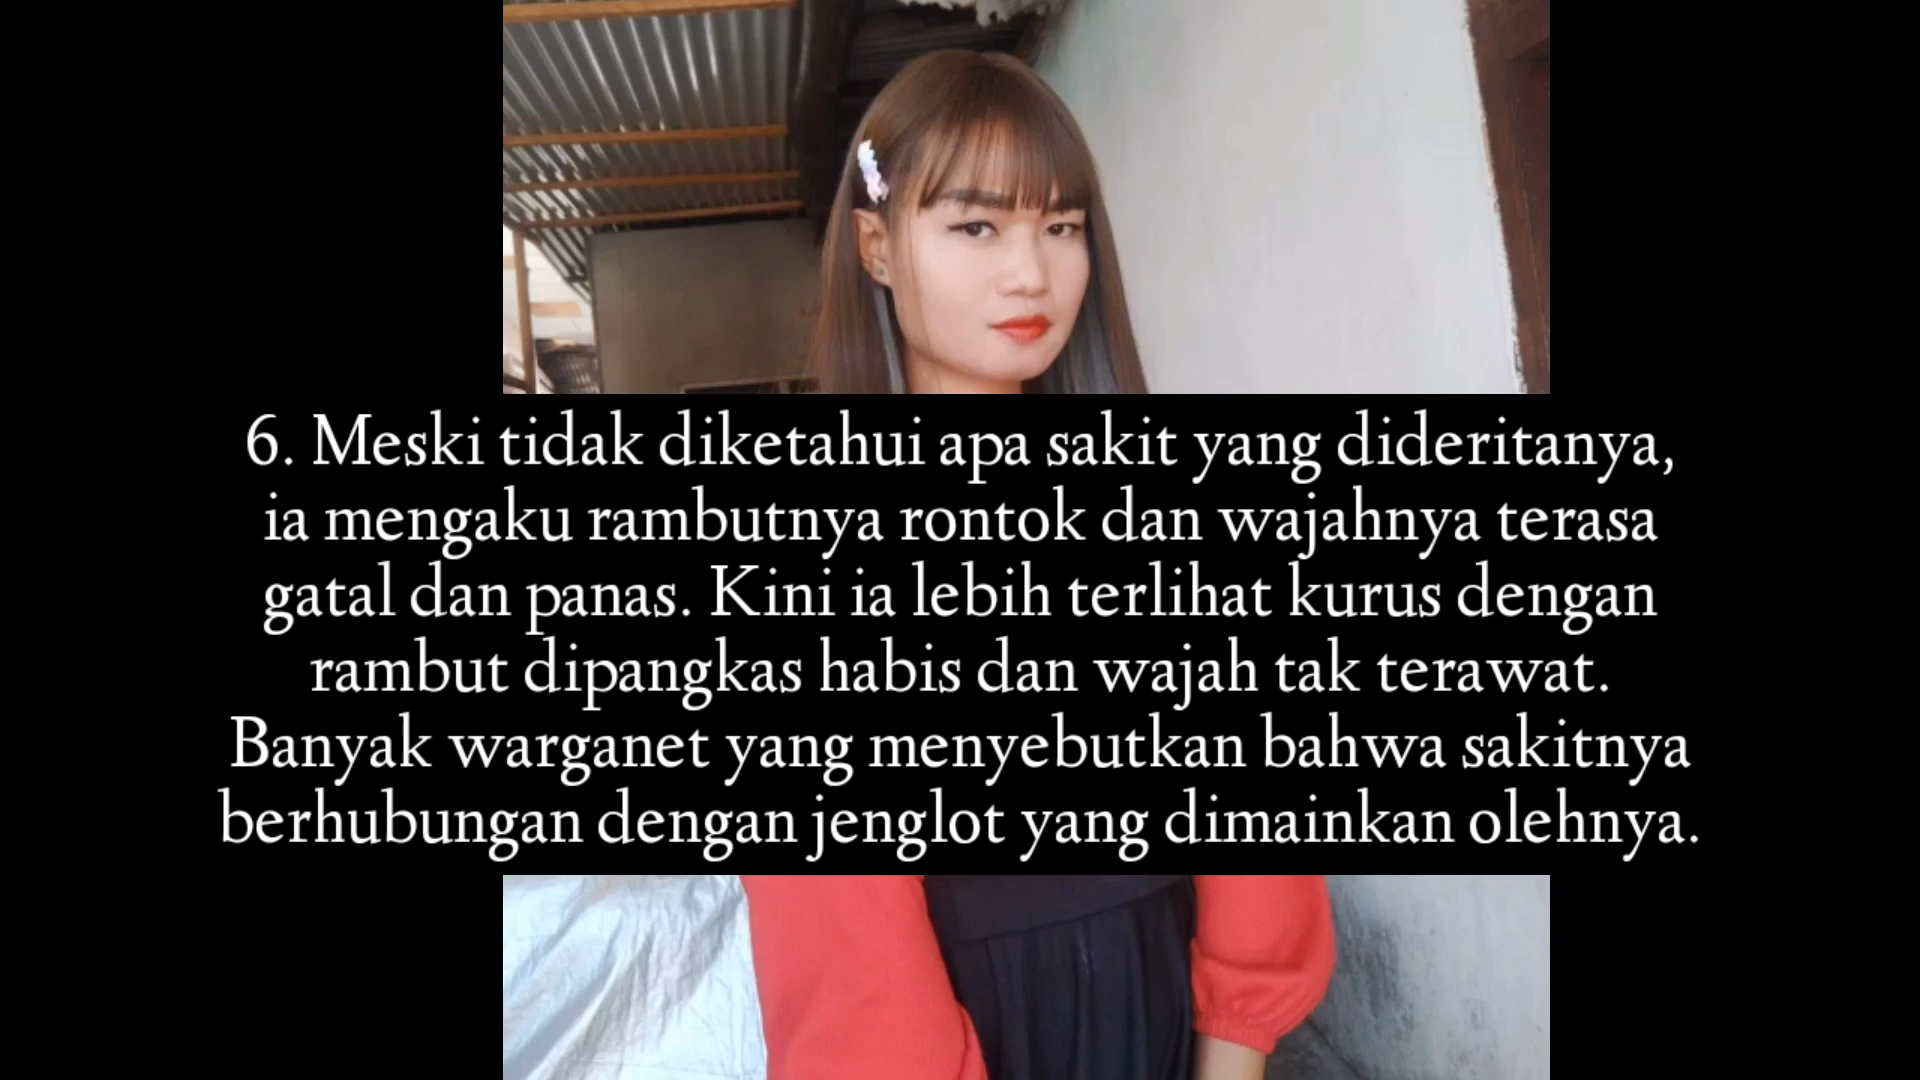 6. Meski tidak diketahui apa sakit yang dideritanya,
ia mengaku rambutnya rontok dan wajahnya terasa
gatal dan panas. Kini ia lebih terlihat kurus dengan
rambut dipangkas habis dan wajah tak terawat.
Banyak warganet yang menyebutkan bahwa sakitnya
berhubungan dengan jenglot yang dimainkan olehnya.